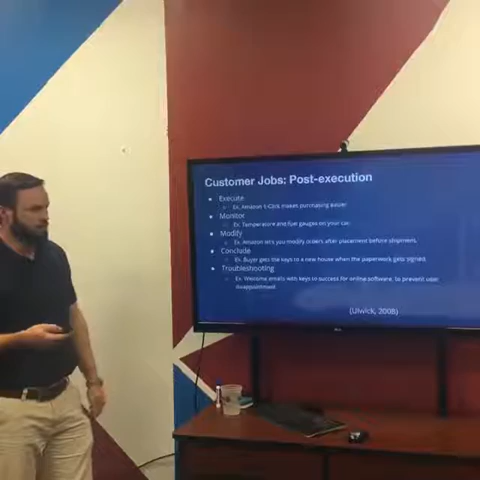 Customer Jobs: Post-execution
Execute
Ex. Amazon 1-Click makes purchasing easier
Monitor
Ex. Temperature and tire gauges on your car.
Modify
Ex. Amazon lets you modify orders after placement before shipment.
Conclude
Ex. Buyer gets the keys to a new house when the paperwork gets signed.
Troubleshooting
Ex. Welcome emails with keys to success for online software, to prevent user
disappointment.
(Ulwick, 2008)